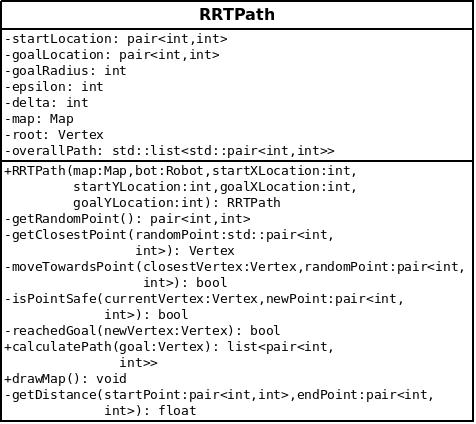 RRTPath
-startLocation: pair<int,int>
-goalLocation: pair<int,int>
-goalRadius: int
-epsilon: int
-delta: int
-map: Map
-root: Vertex
-overallPath: std::list<std::pair<int,int>>
+RRTPath(map:Map,bot:Robot,startXLocation:int,
startYLocation:int,goalXLocation:int,
goalYLocation:int): RRTPath
-getRandomPoint(): pair<int,int>
-getClosestPoint(randomPoint:std::pair<int,
int>): Vertex
-moveTowardsPoint(closestVertex:Vertex,randomPoint:pair<int,
int>): bool
-isPointSafe(currentVertex:Vertex,newPoint:pair<int,
int>): bool
-reachedGoal(newVertex:Vertex): bool
+calculatePath(goal:Vertex): list<pair<int,
int>>
+drawMap(): void
-getDistance(startPoint:pair<int,int>,endPoint:pair<int,
int>): float